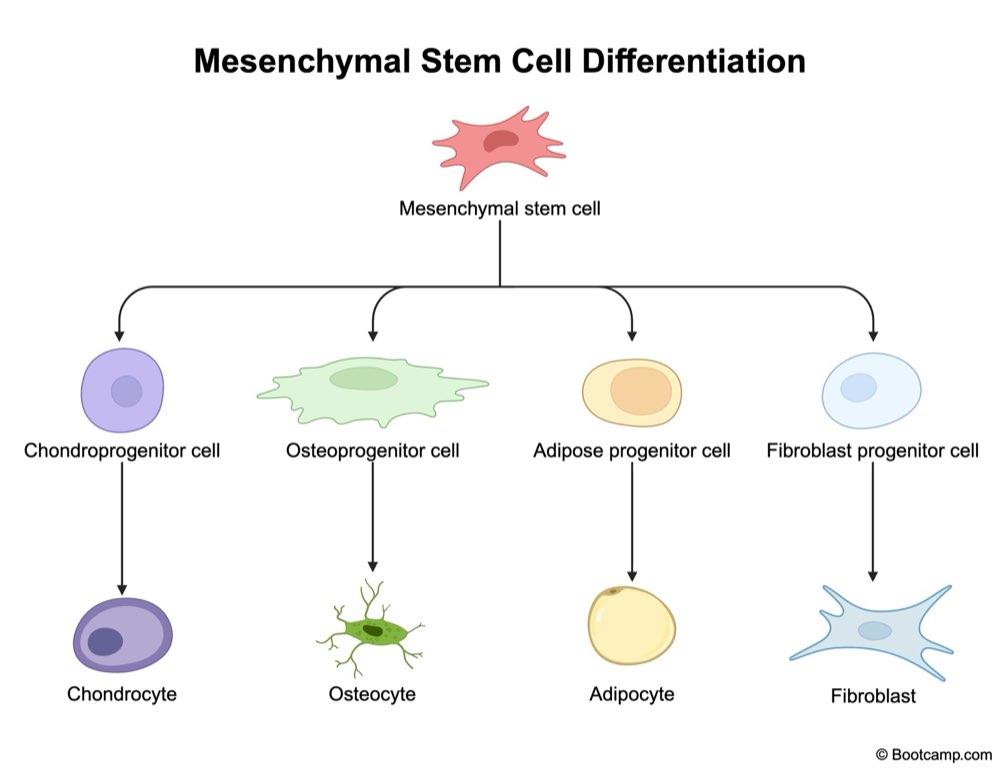 Mesenchymal Stem Cell Differentiation
Mesenchymal stem cell
Chondroprogenitor cell
Osteoprogenitor cell
Adipose progenitor cell
Fibroblast progenitor cell
Chondrocyte
Osteocyte
Adipocyte
Fibroblast
© Bootcamp.com